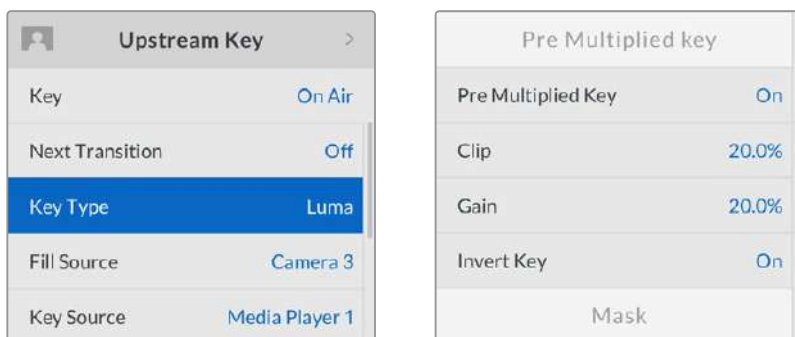 Upstream Key >
Key On Air
Next Transition Off
Key Type Luma
Fill Source Camera 3
Key Source Media Player 1
Pre Multiplied key
Pre Multiplied Key On
Clip 20.0%
Gain 20.0%
Invert Key On
Mask